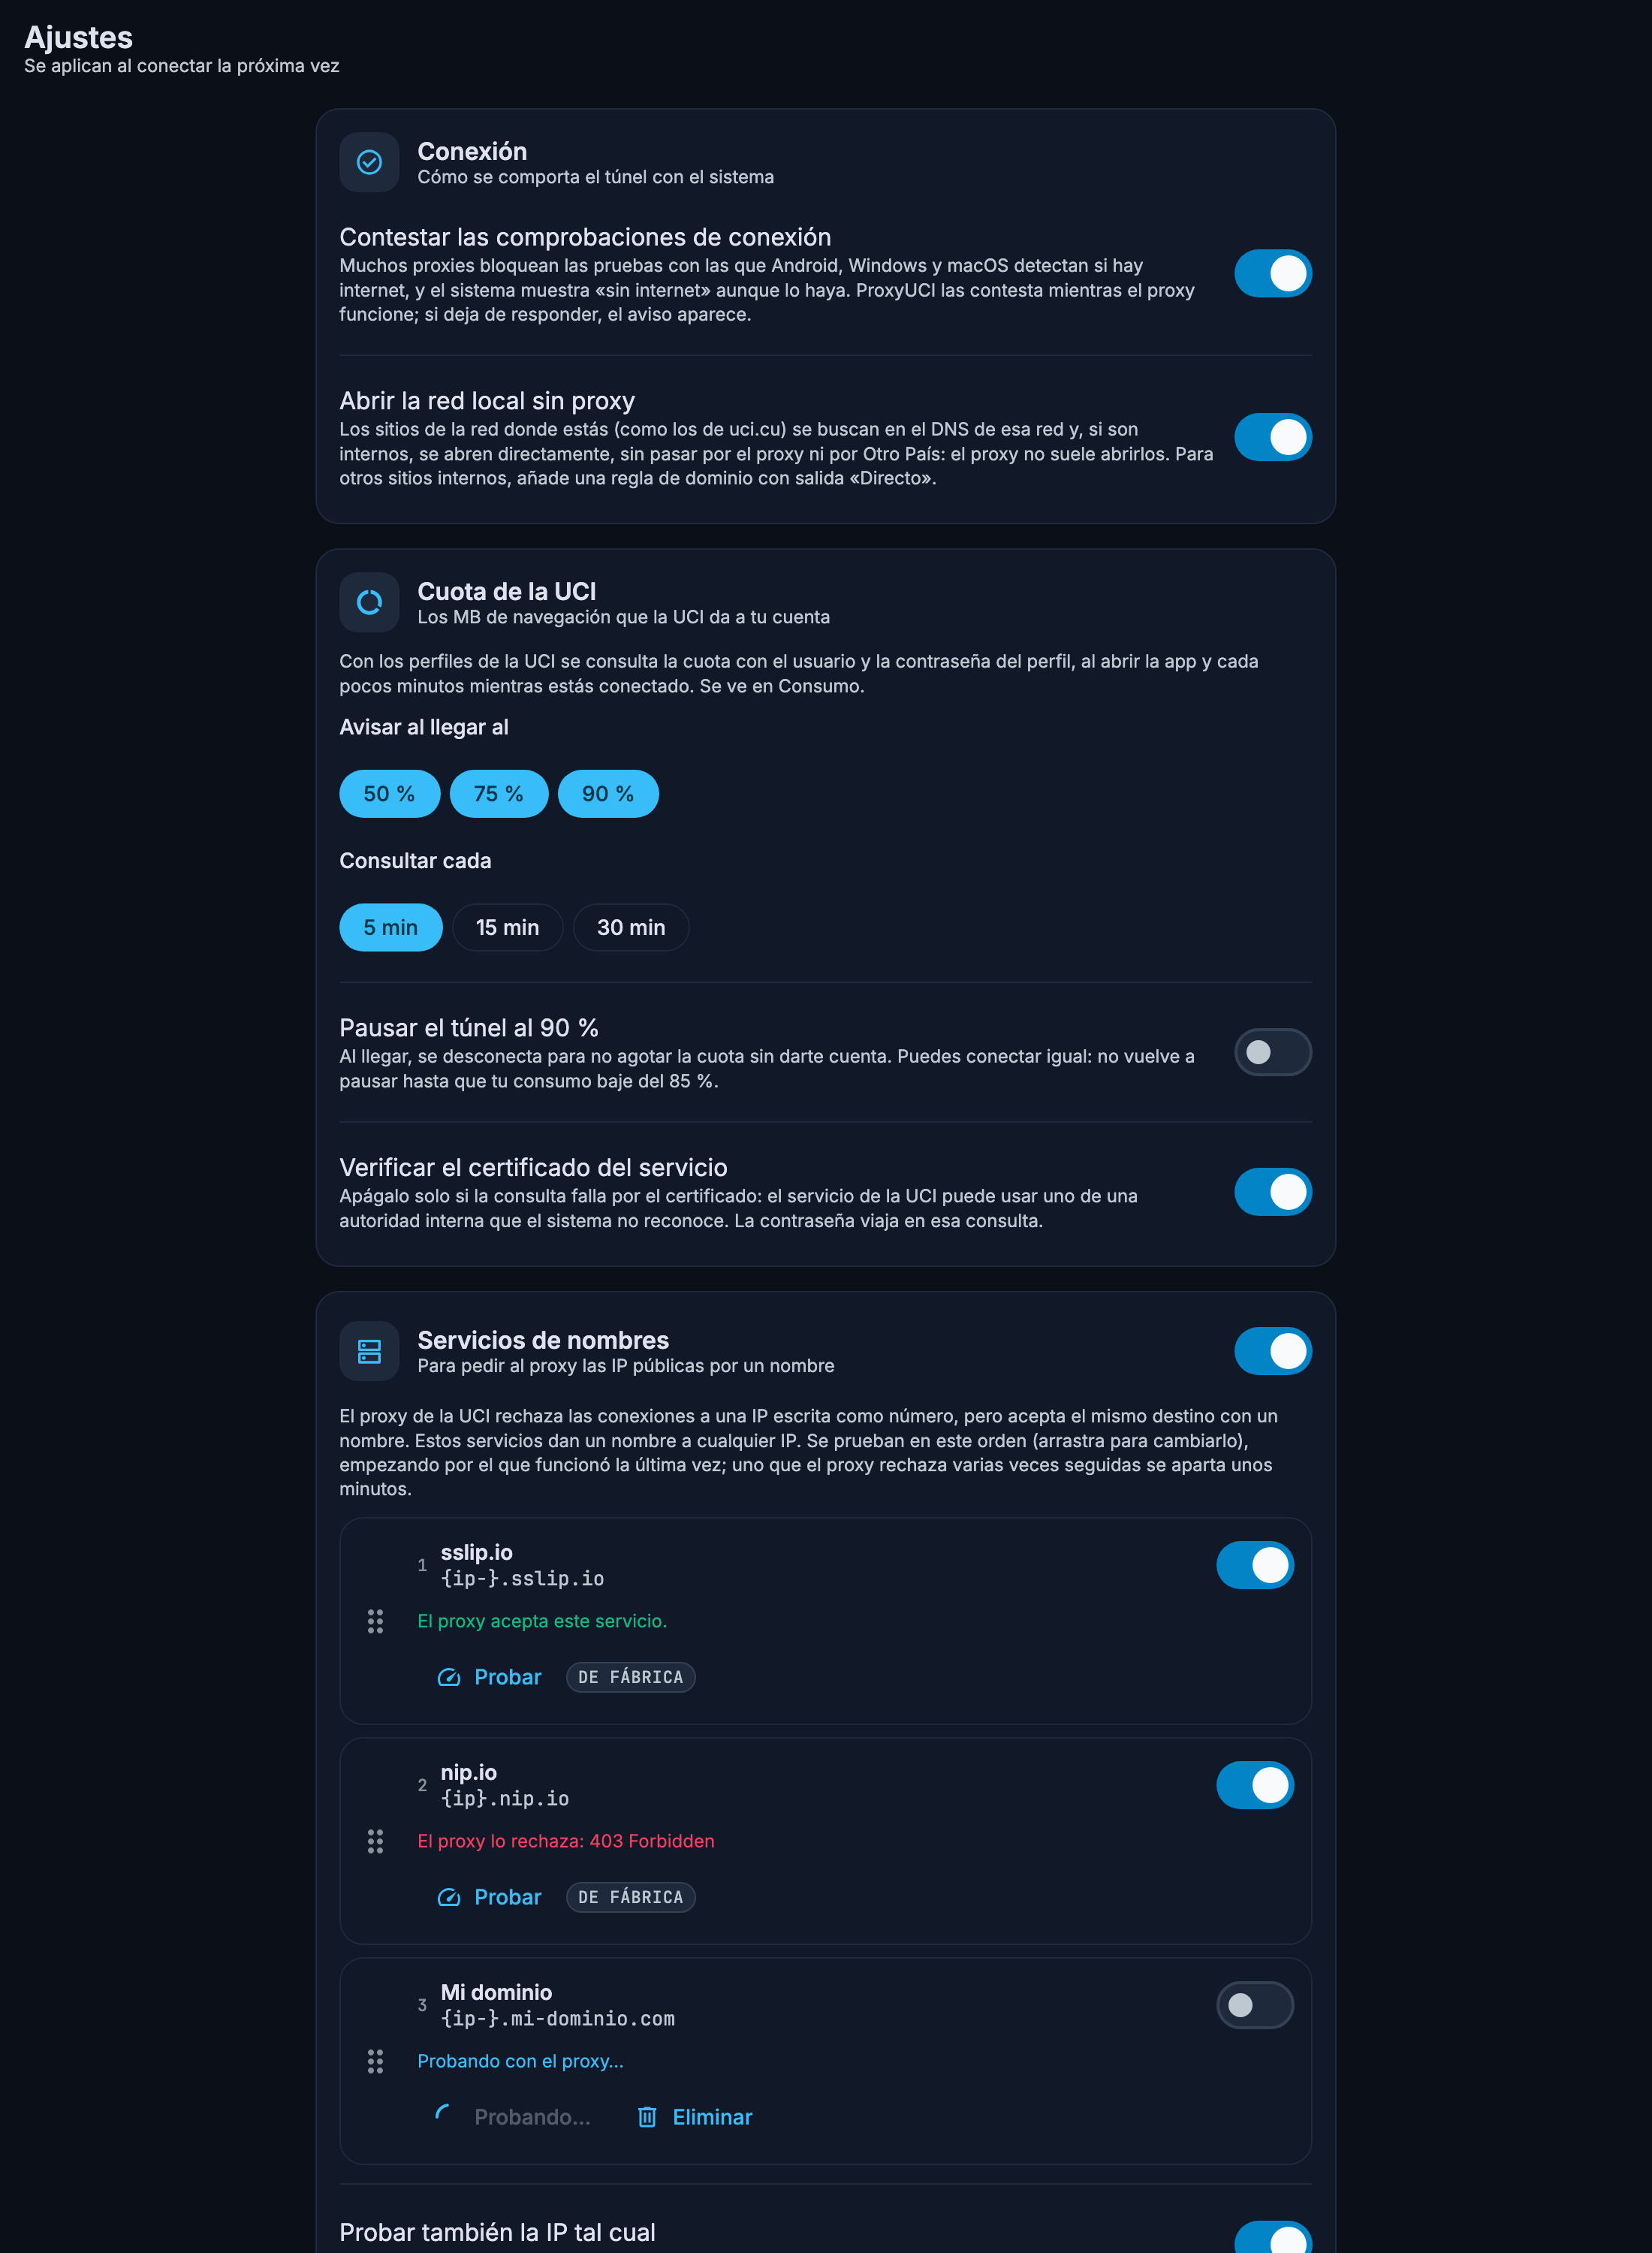 Ajustes
Se aplican al conectar la próxima vez
Conexión
Cómo se comporta el túnel con el sistema
Contestar las comprobaciones de conexión
Muchos proxies bloquean las pruebas con las que Android, Windows y macOS detectan si hay
internet, y el sistema muestra «sin internet» aunque lo haya. ProxyUCI las contesta mientras el proxy
funcione; si deja de responder, el aviso aparece.
Abrir la red local sin proxy
Los sitios de la red donde estás (como los de uci.cu) se buscan en el DNS de esa red y, si son
internos, se abren directamente, sin pasar por el proxy ni por Otro País: el proxy no suele abrirlos. Para
otros sitios internos, añade una regla de dominio con salida «Directo».
Cuota de la UCI
Los MB de navegación que la UCI da a tu cuenta
Con los perfiles de la UCI se consulta la cuota con el usuario y la contraseña del perfil, al abrir la app y cada
pocos minutos mientras estás conectado. Se ve en Consumo.
Avisar al llegar al
50 % 75 % 90 %
Consultar cada
5 min 15 min 30 min
Pausar el túnel al 90 %
Al llegar, se desconecta para no agotar la cuota sin darte cuenta. Puedes conectar igual: no vuelve a
pausar hasta que tu consumo baje del 85 %.
Verificar el certificado del servicio
Apágalo solo si la consulta falla por el certificado: el servicio de la UCI puede usar uno de una
autoridad interna que el sistema no reconoce. La contraseña viaja en esa consulta.
Servicios de nombres
Para pedir al proxy las IP públicas por un nombre
El proxy de la UCI rechaza las conexiones a una IP escrita como número, pero acepta el mismo destino con un
nombre. Estos servicios dan un nombre a cualquier IP. Se prueban en este orden (arrastra para cambiarlo),
empezando por el que funcionó la última vez; uno que el proxy rechaza varias veces seguidas se aparta unos
minutos.
1 sslip.io
{ip-}.sslip.io
El proxy acepta este servicio.
Probar DE FÁBRICA
2 nip.io
{ip}.nip.io
El proxy lo rechaza: 403 Forbidden
Probar DE FÁBRICA
3 Mi dominio
{ip-}.mi-dominio.com
Probando con el proxy...
Probando... Eliminar
Probar también la IP tal cual